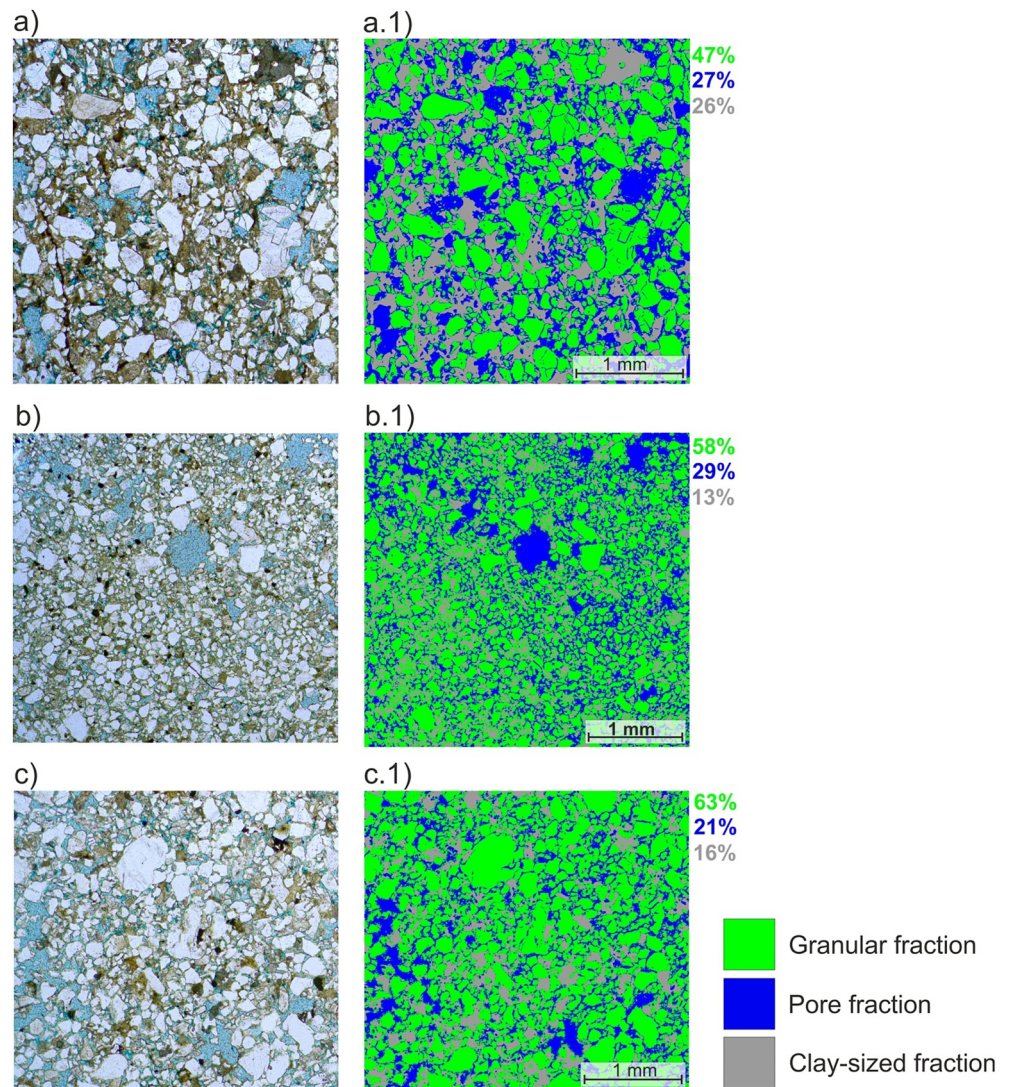 a)
a.1)
47%
27%
26%
1 mm
b)
b.1)
58%
29%
13%
1 mm
c)
c.1)
63%
21%
16%
Granular fraction
Pore fraction
1 mm
Clay-sized fraction